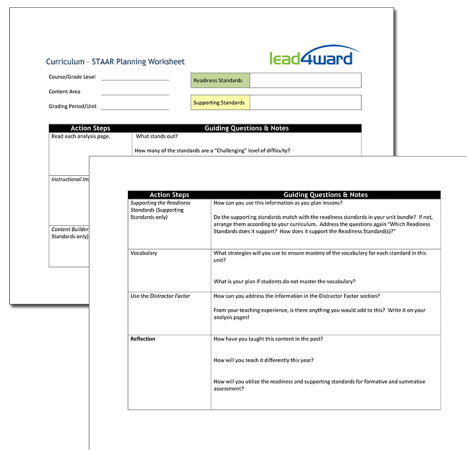 lead4ward
Curriculum - STAAR Planning Worksheet
Course/Grade Level
Readiness Standards
Content Area
Supporting Standards
Grading Period/Unit
Action Steps Guiding Questions & Notes
Read each analysis page. What stands out?
How many of the standards are a "Challenging" level of difficulty?
Instructional Im
Content Builder
Standards only)
Action Steps Guiding Questions & Notes
Supporting the Readiness
Standards (Supporting
Standards only)
How can you use this information as you plan lessons?
Do the supporting standards match with the readiness standards in your unit bundle? If not,
arrange them according to your curriculum. Address the questions again "Which Readiness
Standards does it support? How does it support the Readiness Standard(s)?"
Vocabulary
What strategies will you use to ensure mastery of the vocabulary for each standard in this
unit?
What is your plan if students do not master the vocabulary?
Use the Distractor Factor
How can you address the information in the Distractor Factor section?
From your teaching experience, is there anything you would add to this? Write it on your
analysis pages!
Reflection
How have you taught this content in the past?
How will you teach it differently this year?
How will you utilize the readiness and supporting standards for formative and summative
assessment?